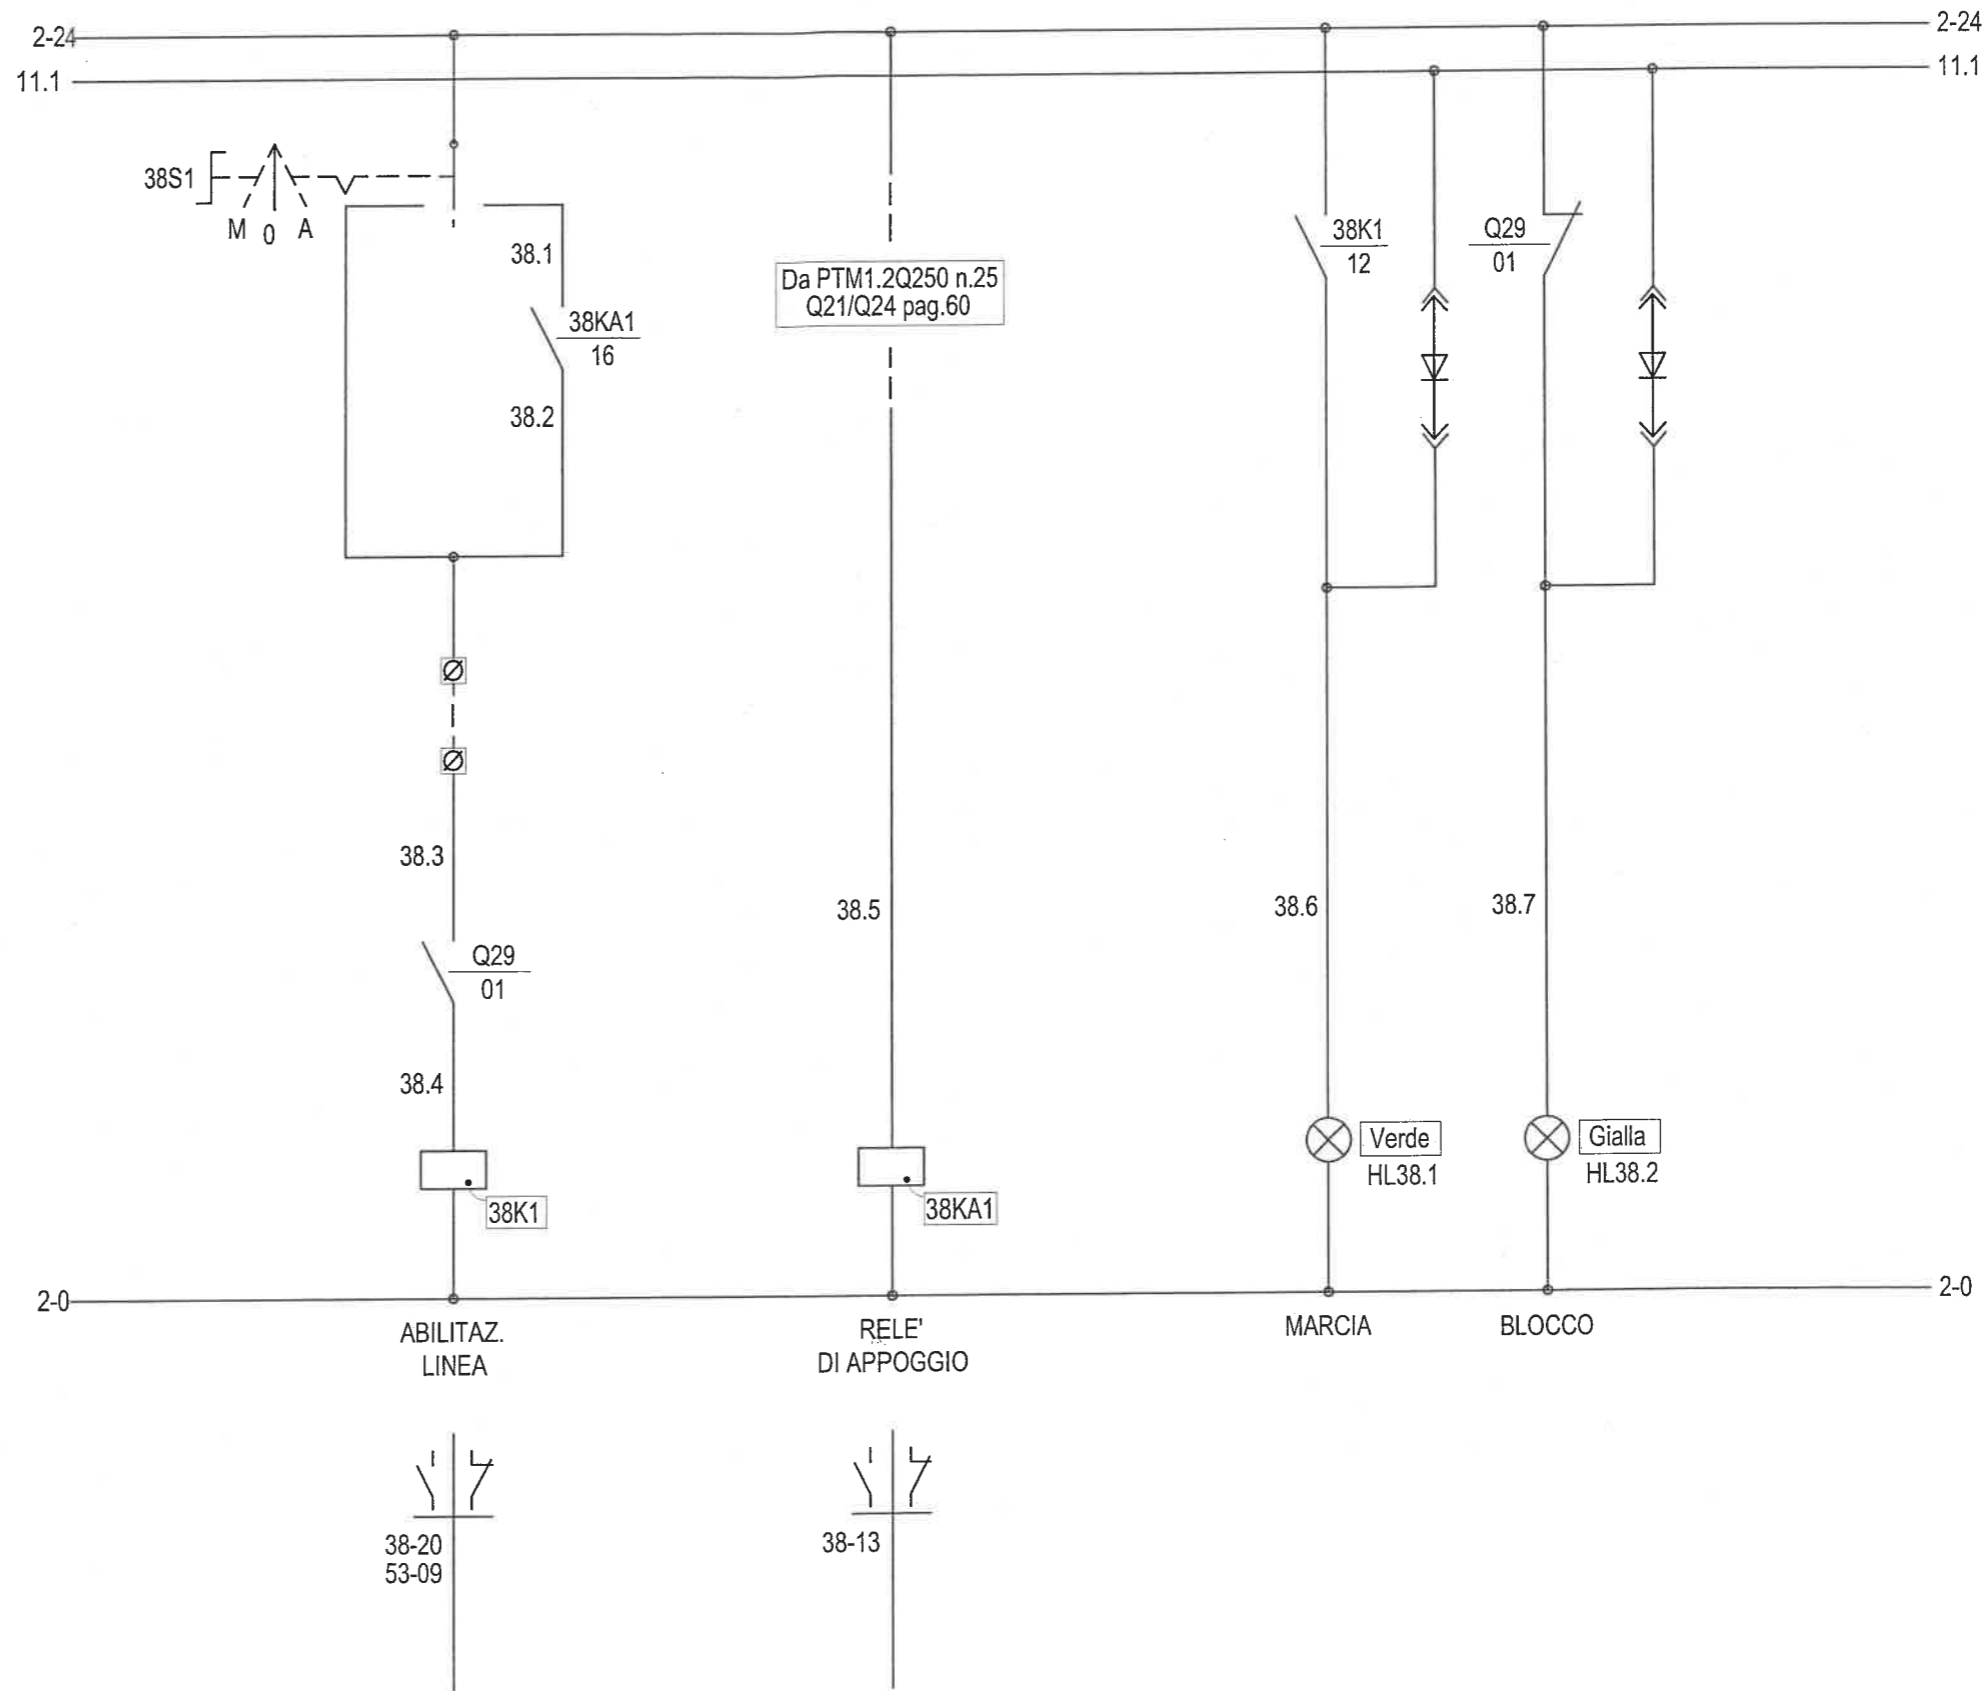 2-24
2-24
11.1
11.1
38S1
M 0 A
38.1
38KA1
16
38.2
Da PTM1.2Q250 n.25
Q21/Q24 pag.60
38K1
12
Q29
01
38.3
38.5
38.6
38.7
Q29
01
38.4
38K1
38KA1
Verde
HL38.1
Gialla
HL38.2
2-0
2-0
ABILITAZ.
LINEA
RELE'
DI APPOGGIO
MARCIA
BLOCCO
38-20
53-09
38-13